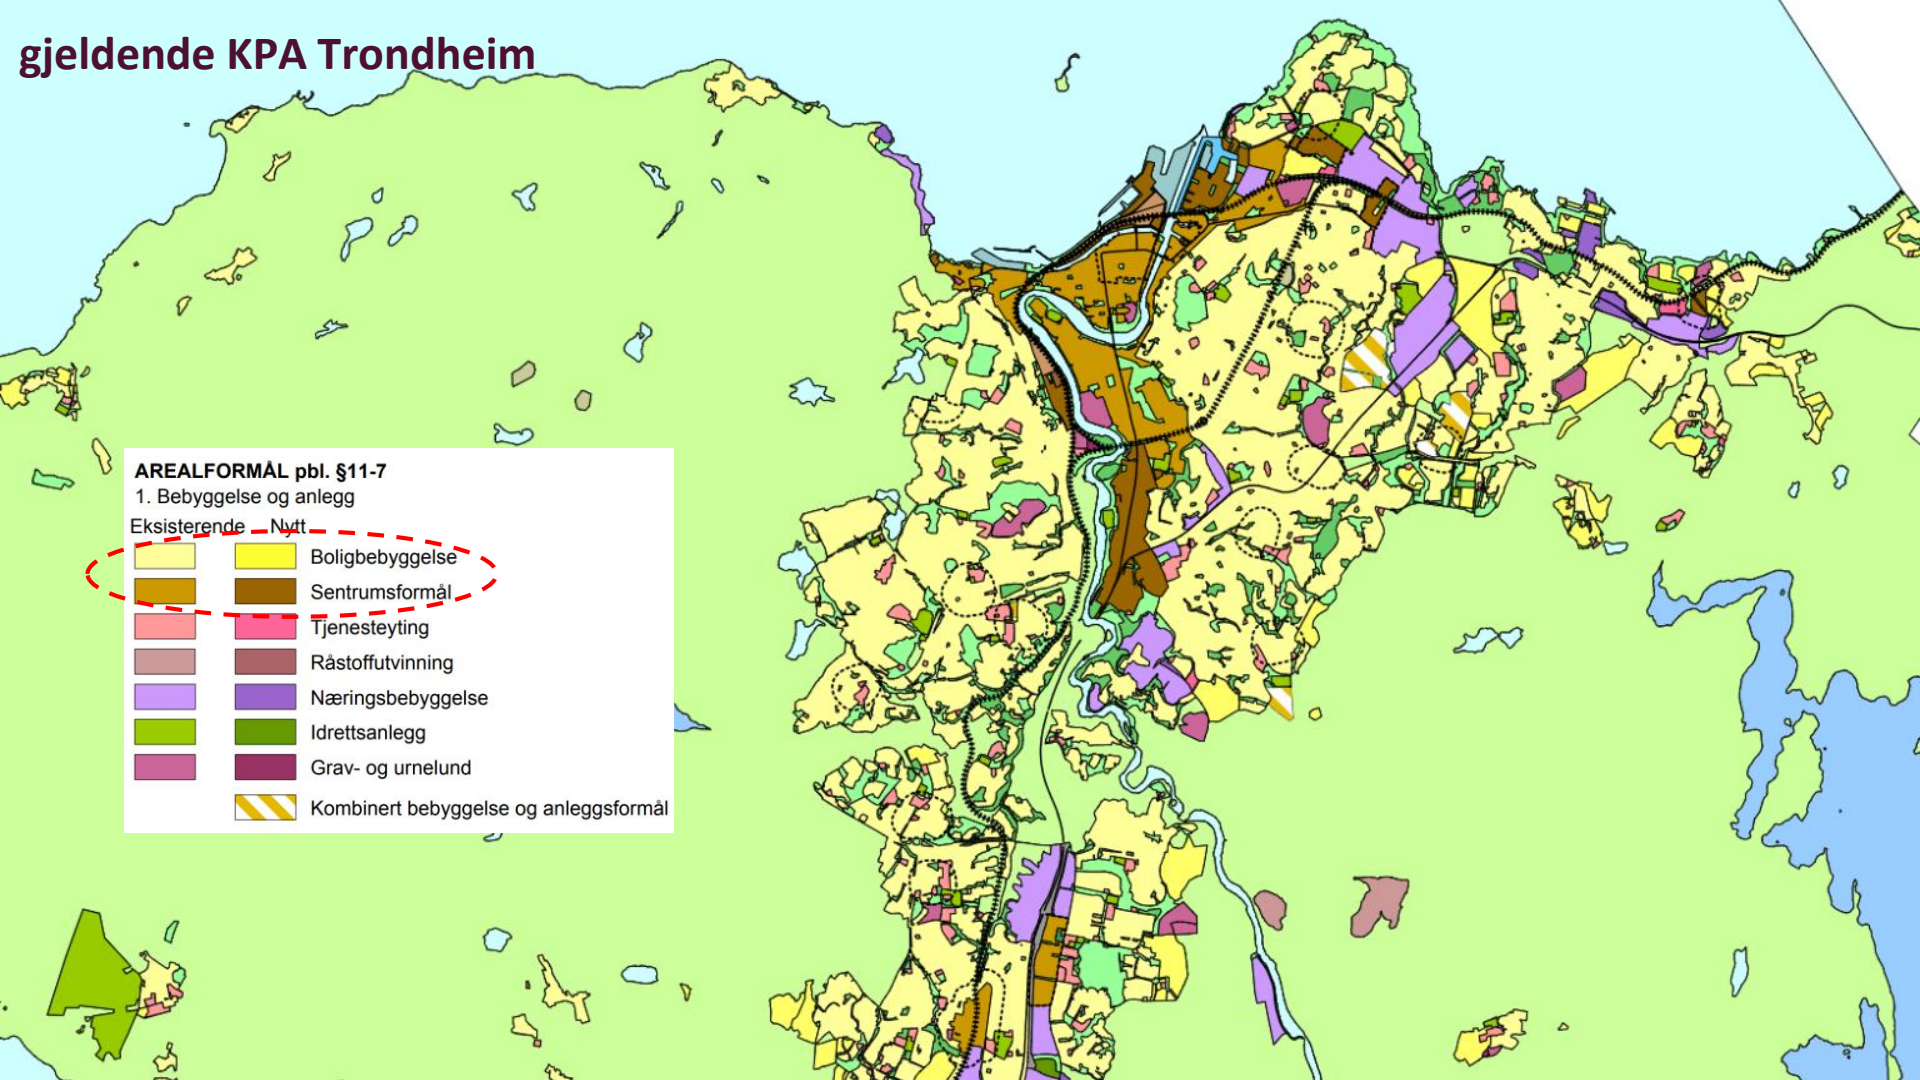 gjeldende KPA Trondheim
AREALFORMÅL pbl. §11-7
1. Bebyggelse og anlegg
Eksisterende Nytt
Boligbebyggelse
Sentrumsformål
Tjenesteyting
Råstoffutvinning
Næringsbebyggelse
Idrettsanlegg
Grav- og urnelund
Kombinert bebyggelse og anleggsformål